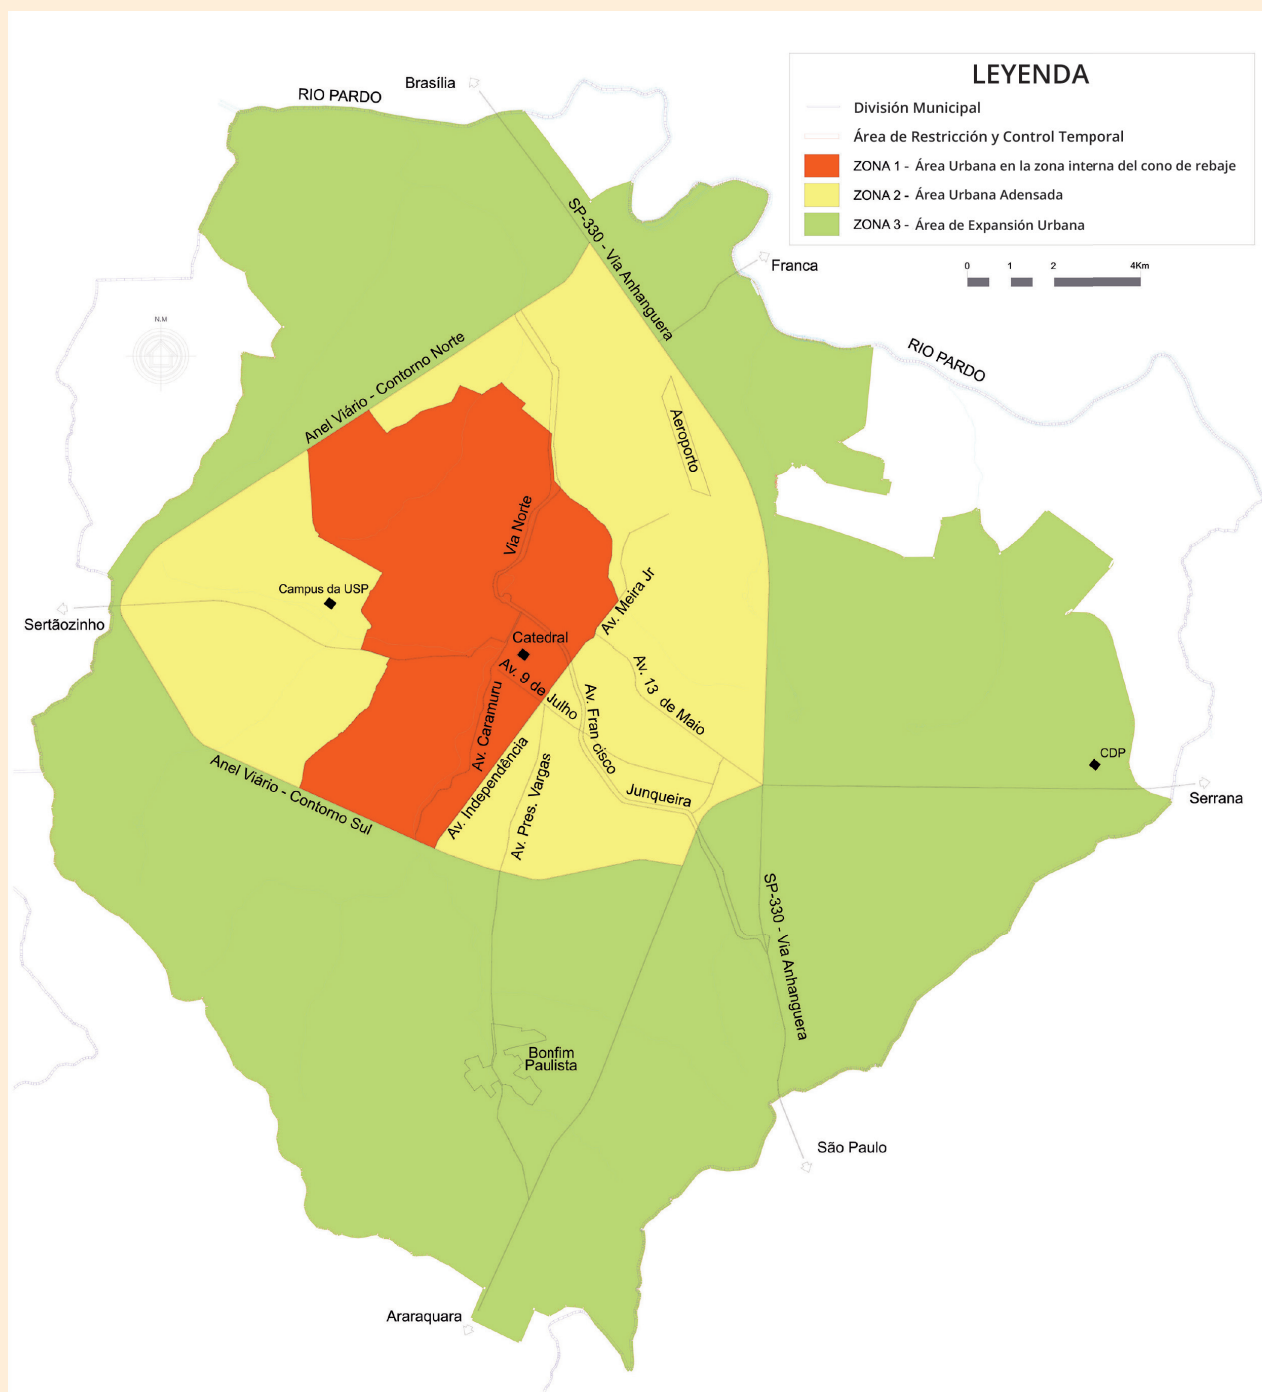 LEYENDA
División Municipal
Área de Restricción y Control Temporal
ZONA 1 - Área Urbana en la zona interna del cono de rebaje
ZONA 2 - Área Urbana Adensada
ZONA 3 - Área de Expansión Urbana
0 1 2 4Km
Brasília
RIO PARDO
SP-330 - Via Anhanguera
Franca
RIO PARDO
N.M
Anel Viário - Contorno Norte
Aeroporto
Via Norte
Campus da USP
Sertãozinho
Av. Meira Jr
Catedral
Av. 9 de Julho
Av. 13 de Maio
Av. Caramuru
Av. Francisco
Junqueira
Av. Independência
Av. Pres. Vargas
Anel Viário - Contorno Sul
CDP
Serrana
SP-330 - Via Anhanguera
Bonfim
Paulista
São Paulo
Araraquara